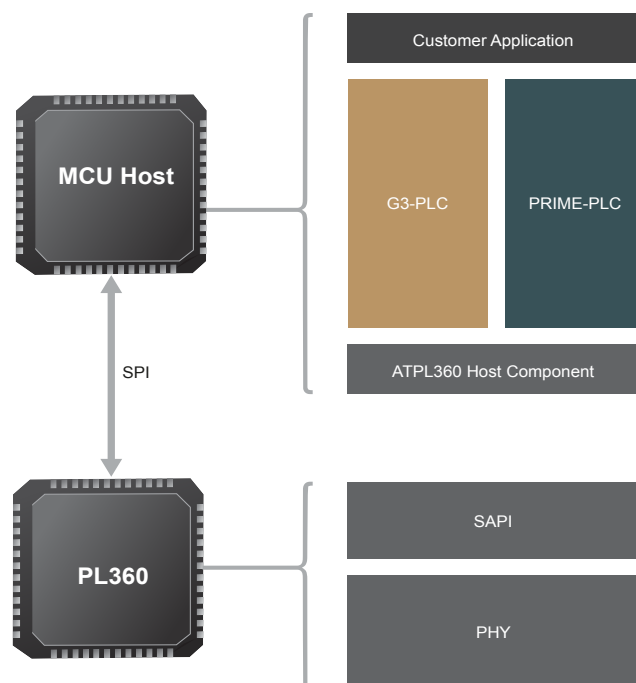 Customer Application
MCU Host
G3-PLC
PRIME-PLC
SPI
ATPL360 Host Component
SAPI
PL360
PHY